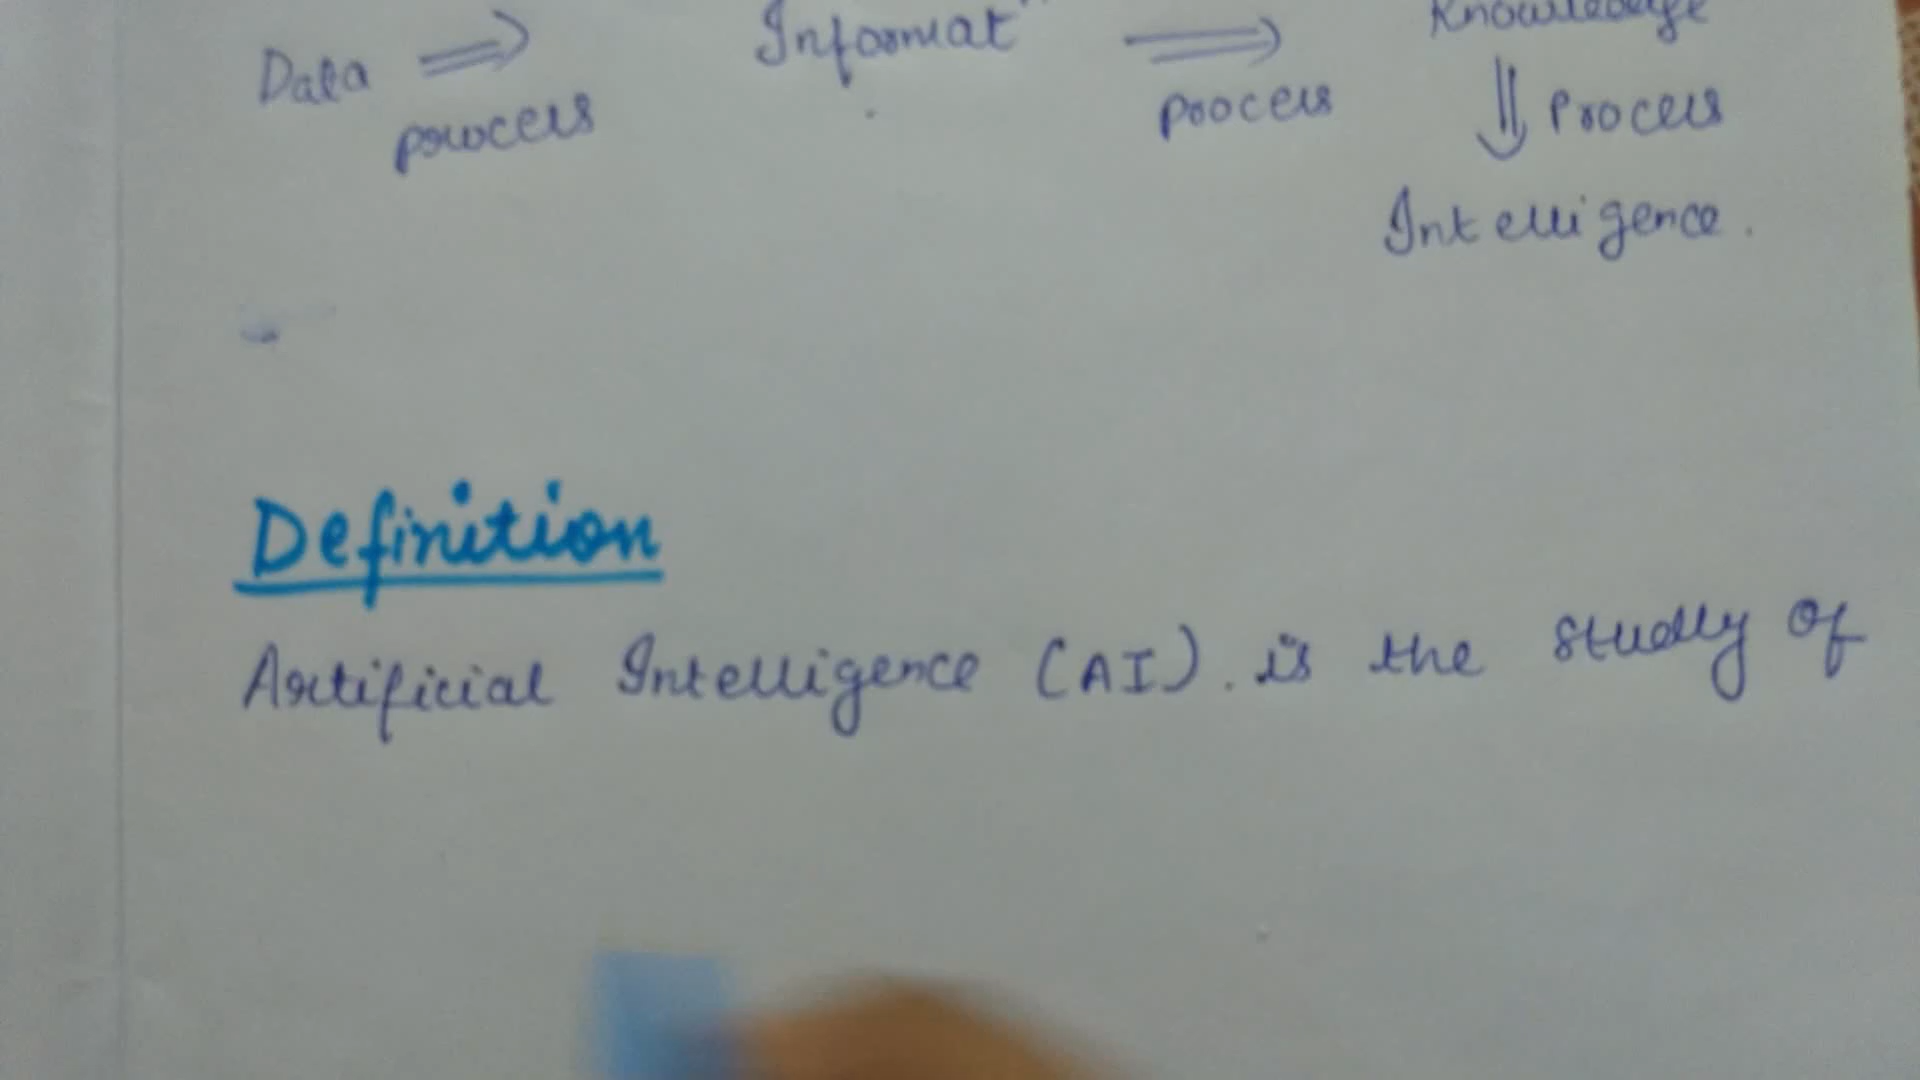 Data ⇒ Informat" ⇒ Knowledge
process process ⇓ Process
Intelligence.
Definition
Artificial Intelligence (AI). is the study of